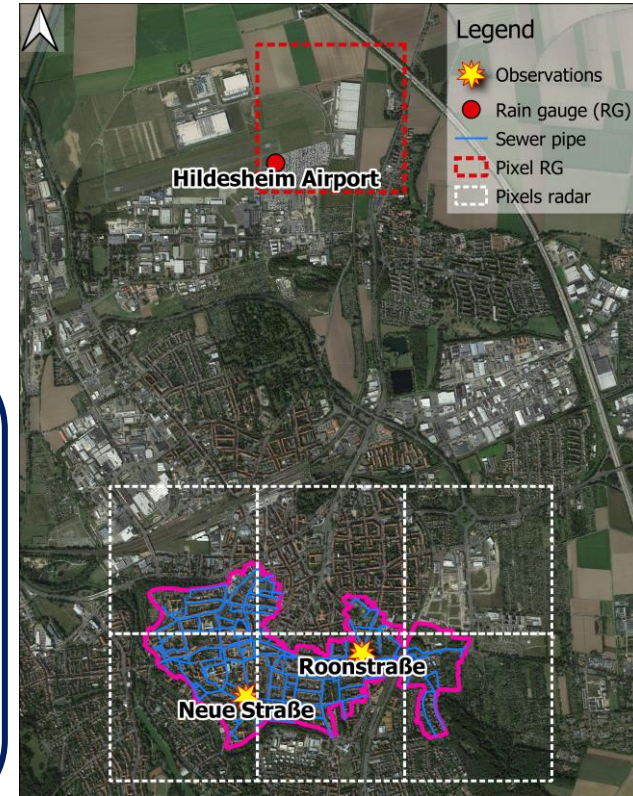 Legend
Observations
Rain gauge (RG)
Sewer pipe
Pixel RG
Pixels radar
Hildesheim Airport
Roonstraße
Neue Straße